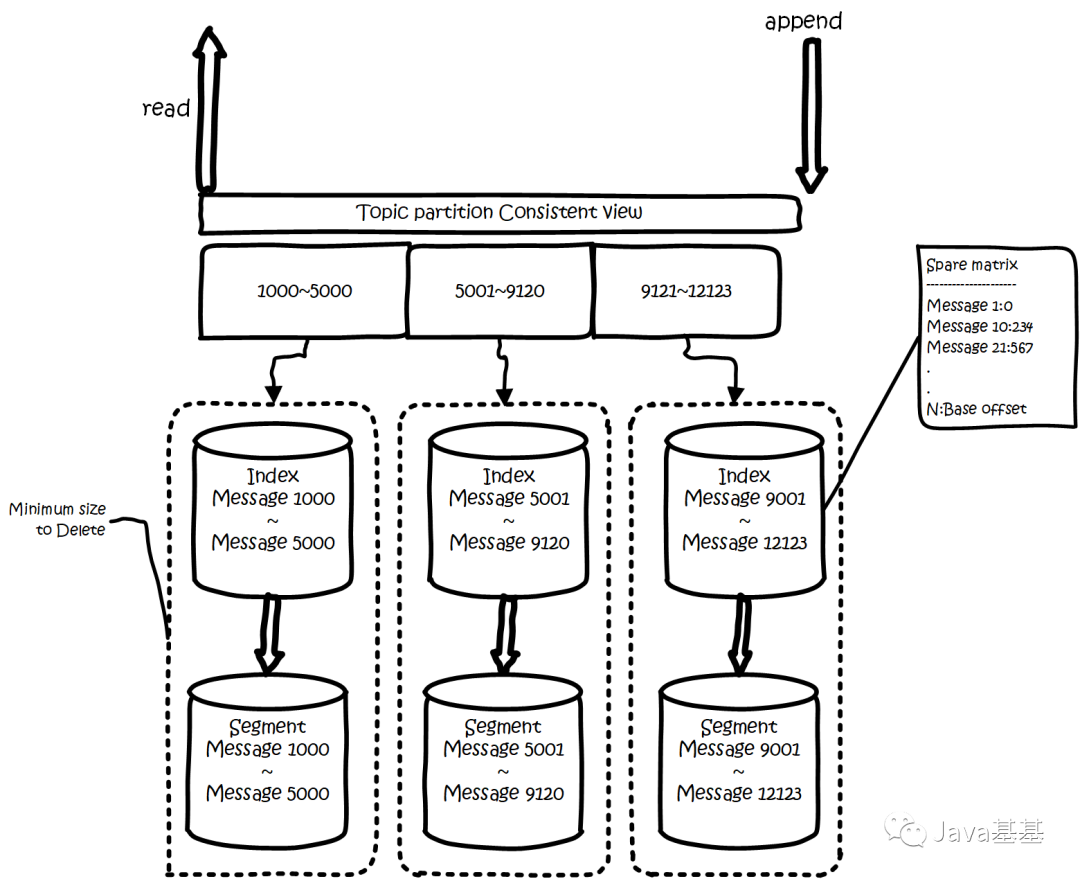 append
read
Topic partition Consistent View
1000~5000
5001~9120
9121~12123
Spare matrix
---------------------
Message 1:0
Message 10:234
Message 21:567
.
.
N:Base offset
Index
Message 1000
~
Message 5000
Index
Message 5001
~
Message 9120
Index
Message 9001
~
Message 12123
Minimum size
to Delete
Segment
Message 1000
~
Message 5000
Segment
Message 5001
~
Message 9120
Segment
Message 9001
~
Message 12123
Java基基